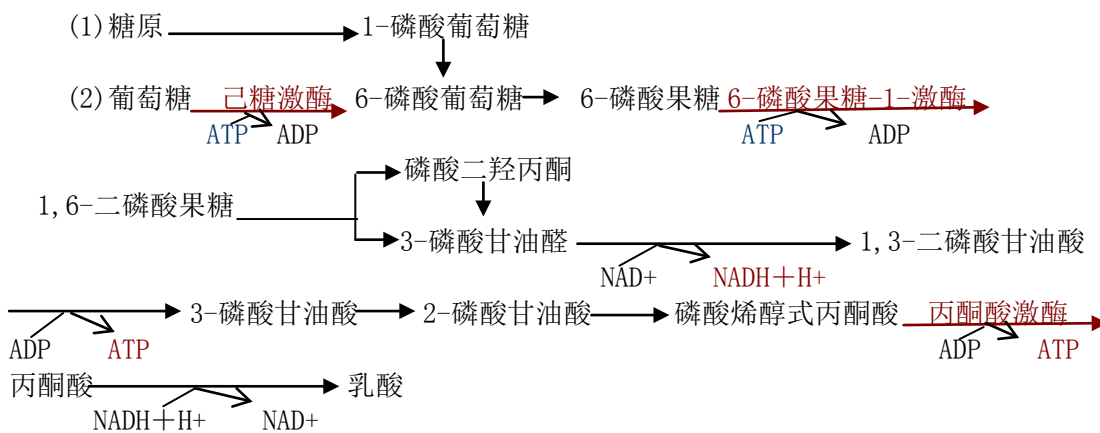 (1)糖原 1-磷酸葡萄糖
(2)葡萄糖 己糖激酶 6-磷酸葡萄糖 6-磷酸果糖 6-磷酸果糖-1-激酶
ATP ADP ATP ADP
磷酸二羟丙酮
1,6-二磷酸果糖
3-磷酸甘油醛 1,3-二磷酸甘油酸
NAD+ NADH＋H+
3-磷酸甘油酸 2-磷酸甘油酸 磷酸烯醇式丙酮酸 丙酮酸激酶
ADP ATP ADP ATP
丙酮酸 乳酸
NADH＋H+ NAD+